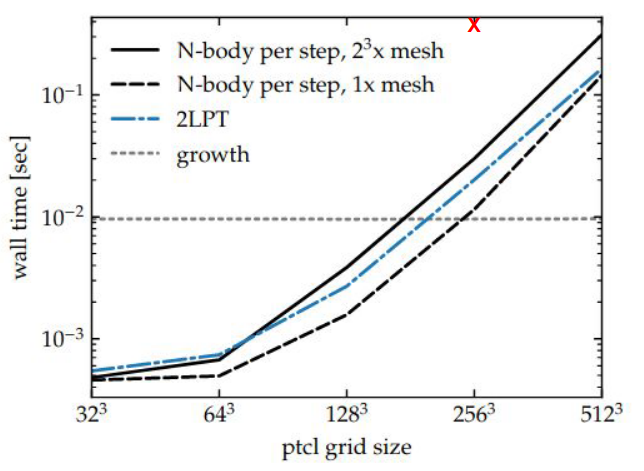 X
N-body per step, 2³x mesh
N-body per step, 1x mesh
2LPT
growth
wall time [sec]
10⁻¹
10⁻²
10⁻³
32³ 64³ 128³ 256³ 512³
ptcl grid size